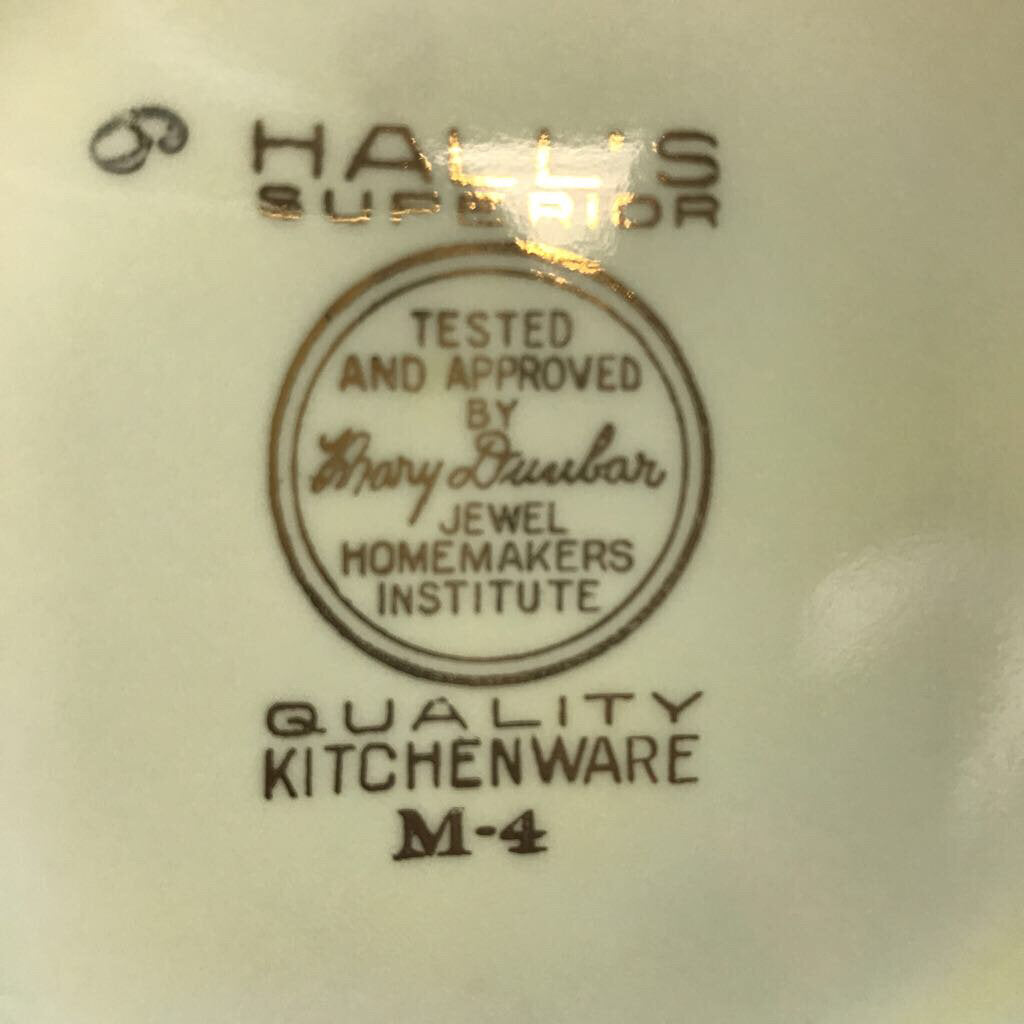 HALL'S
SUPERIOR
TESTED
AND APPROVED
BY
Mary Dunbar
JEWEL
HOMEMAKERS
INSTITUTE
QUALITY
KITCHENWARE
M-4